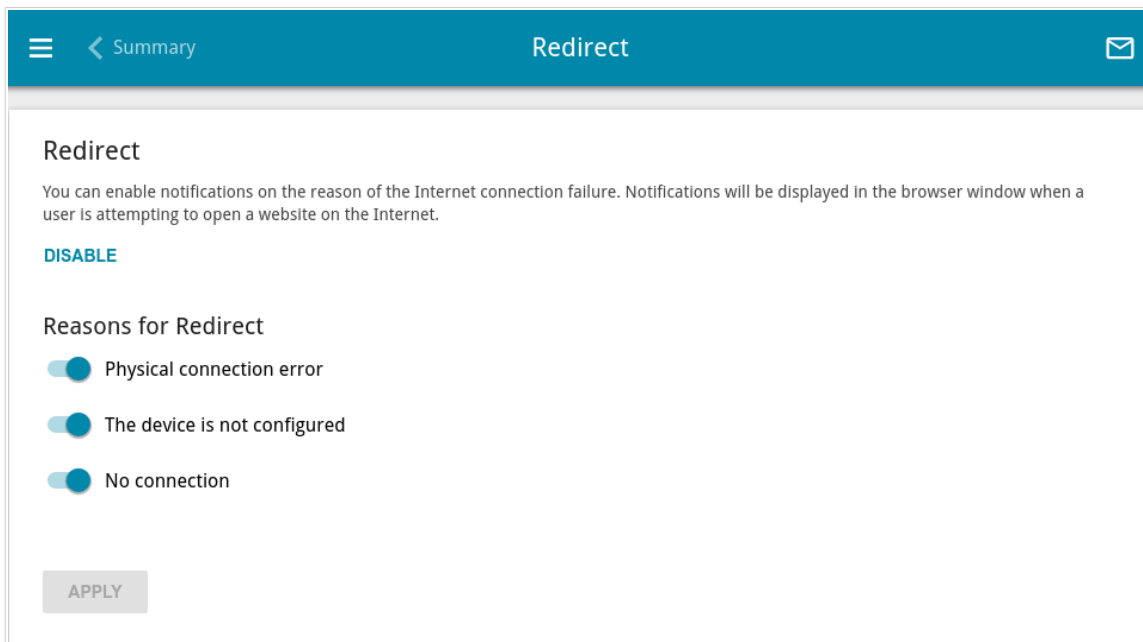 Summary
Redirect
Redirect
You can enable notifications on the reason of the Internet connection failure. Notifications will be displayed in the browser window when a
user is attempting to open a website on the Internet.
DISABLE
Reasons for Redirect
Physical connection error
The device is not configured
No connection
APPLY